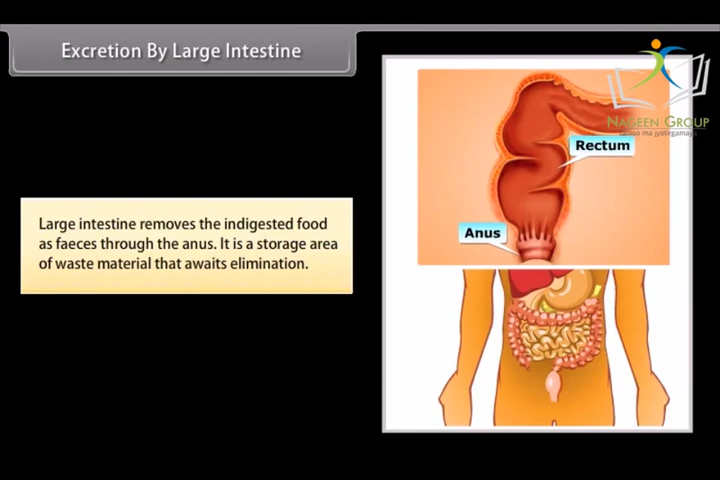 Excretion By Large Intestine
NAGEEN GROUP
Rectum
Anus
Large intestine removes the indigested food
as faeces through the anus. It is a storage area
of waste material that awaits elimination.